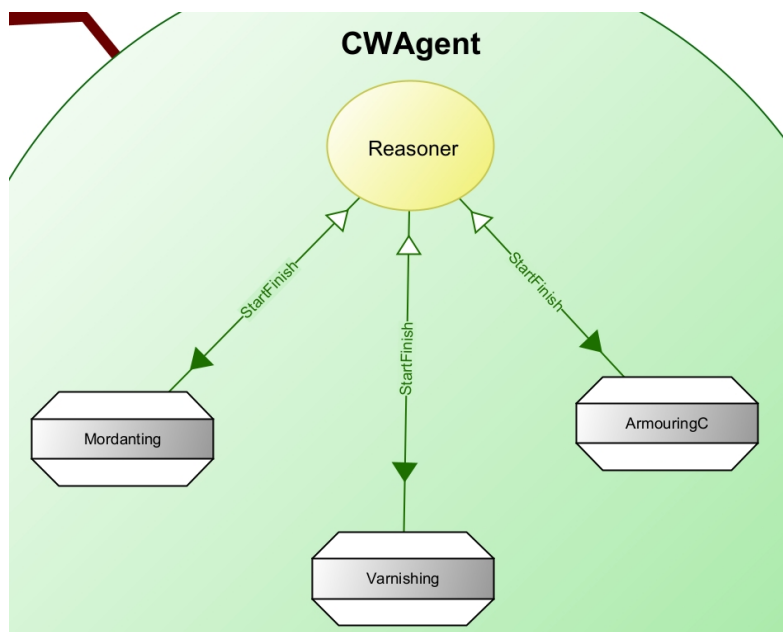 CWAgent
Reasoner
StartFinish
StartFinish
StartFinish
Mordanting
ArmouringC
Varnishing